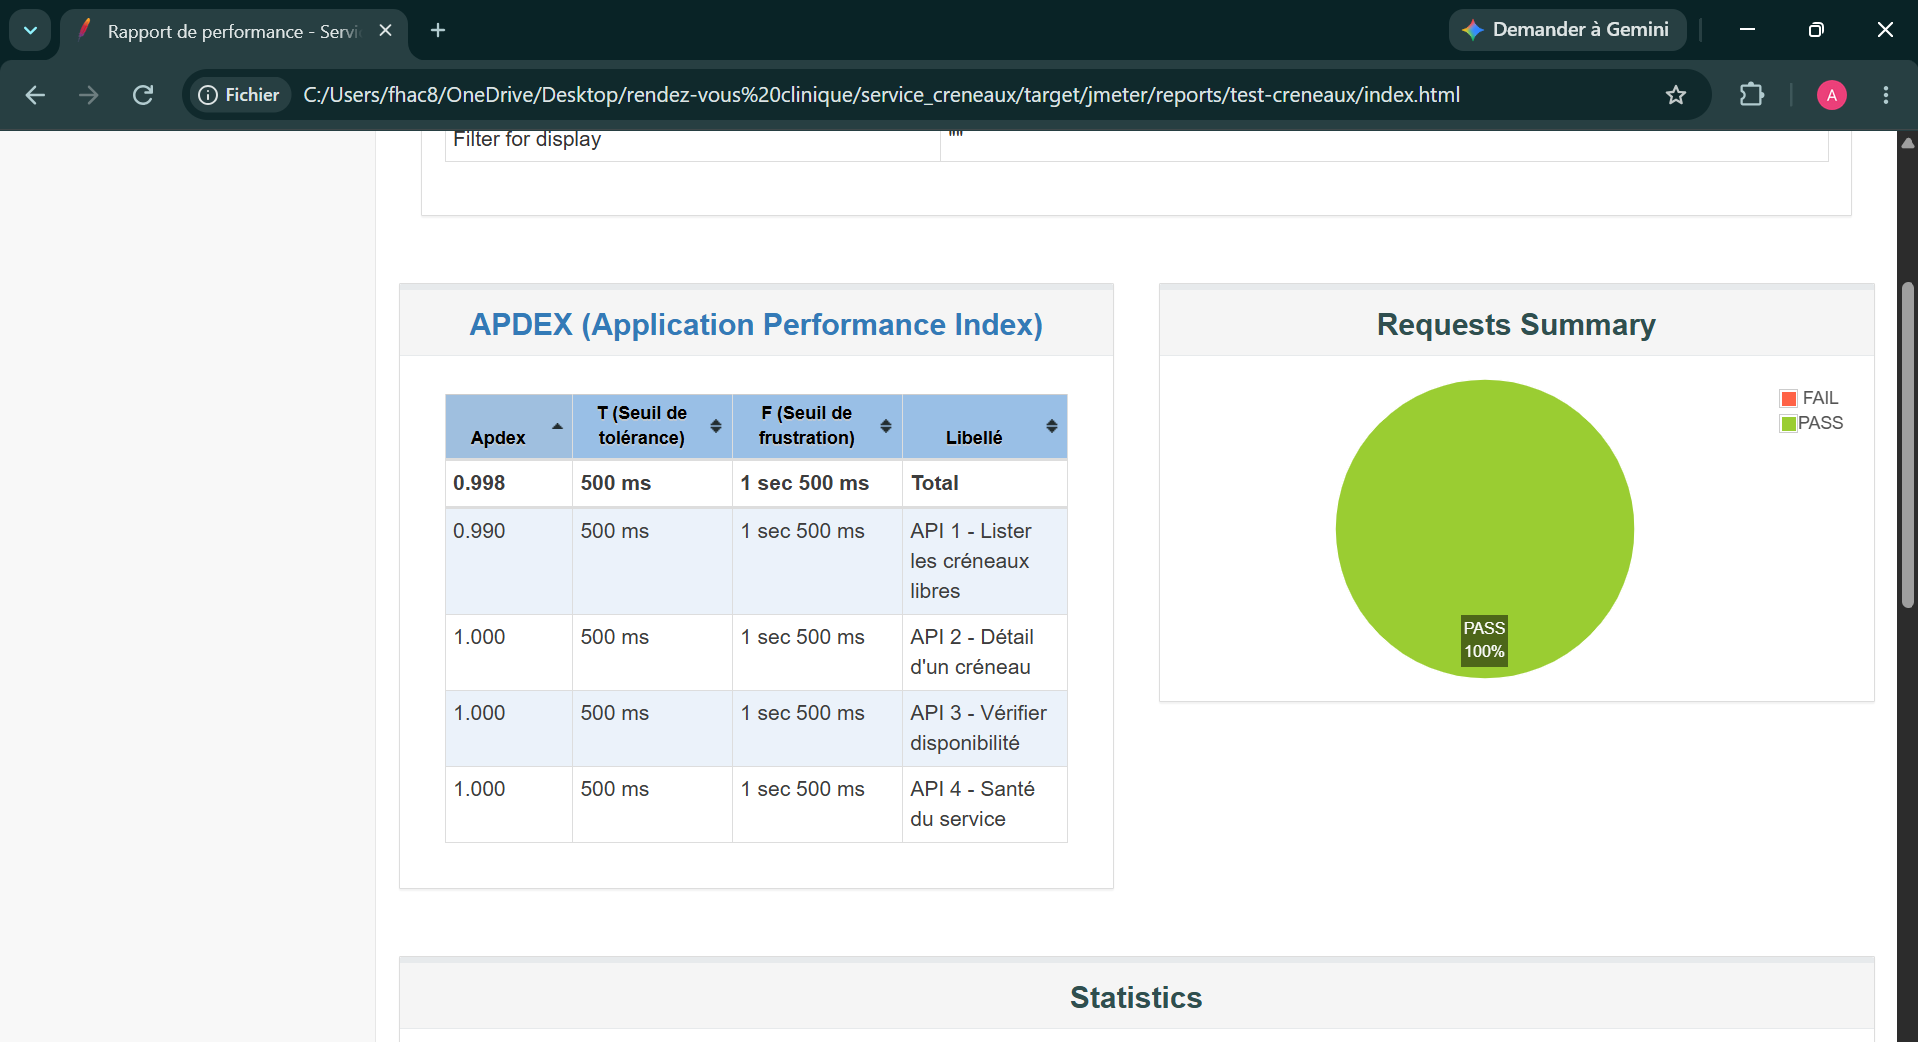 Rapport de performance - Servi
Demander à Gemini
Fichier
C:/Users/fhac8/OneDrive/Desktop/rendez-vous%20clinique/service_creneaux/target/jmeter/reports/test-creneaux/index.html
A
Filter for display
""
APDEX (Application Performance Index)
Apdex
T (Seuil de
tolérance)
F (Seuil de
frustration)
Libellé
0.998 500 ms 1 sec 500 ms Total
0.990 500 ms 1 sec 500 ms API 1 - Lister
les créneaux
libres
1.000 500 ms 1 sec 500 ms API 2 - Détail
d'un créneau
1.000 500 ms 1 sec 500 ms API 3 - Vérifier
disponibilité
1.000 500 ms 1 sec 500 ms API 4 - Santé
du service
Requests Summary
FAIL
PASS
PASS
100%
Statistics